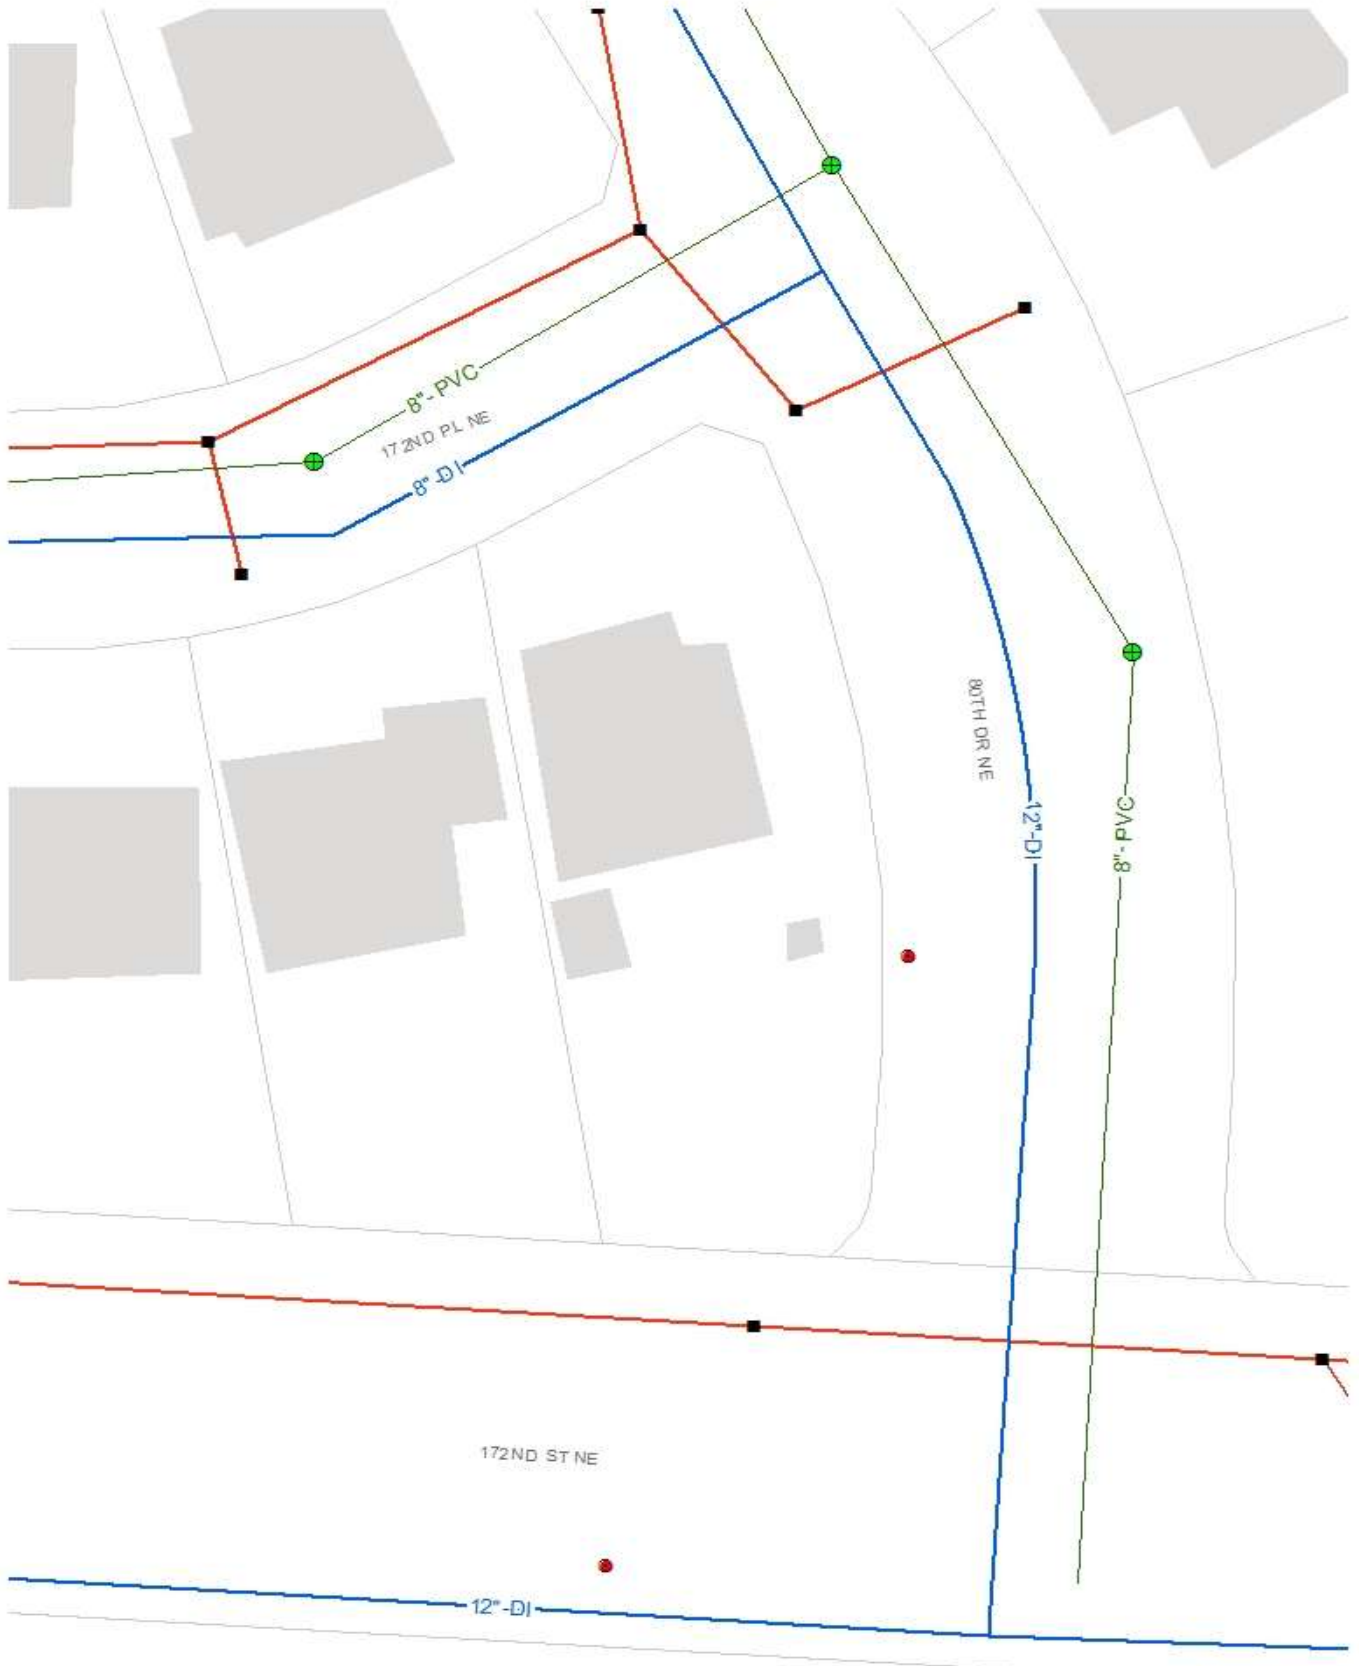 8"- PVC
172ND PL NE
8"-DI
80TH DR NE
12"-DI
8"- PVC
172ND ST NE
12"-DI